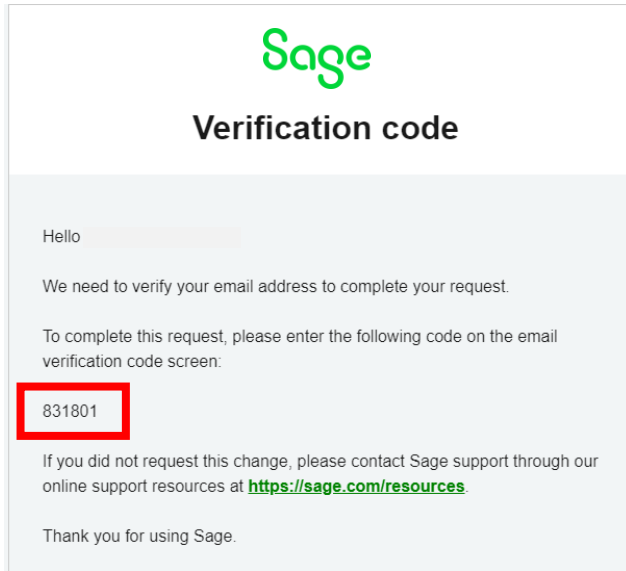 Sage
Verification code
Hello
We need to verify your email address to complete your request.
To complete this request, please enter the following code on the email
verification code screen:
831801
If you did not request this change, please contact Sage support through our
online support resources at https://sage.com/resources.
Thank you for using Sage.